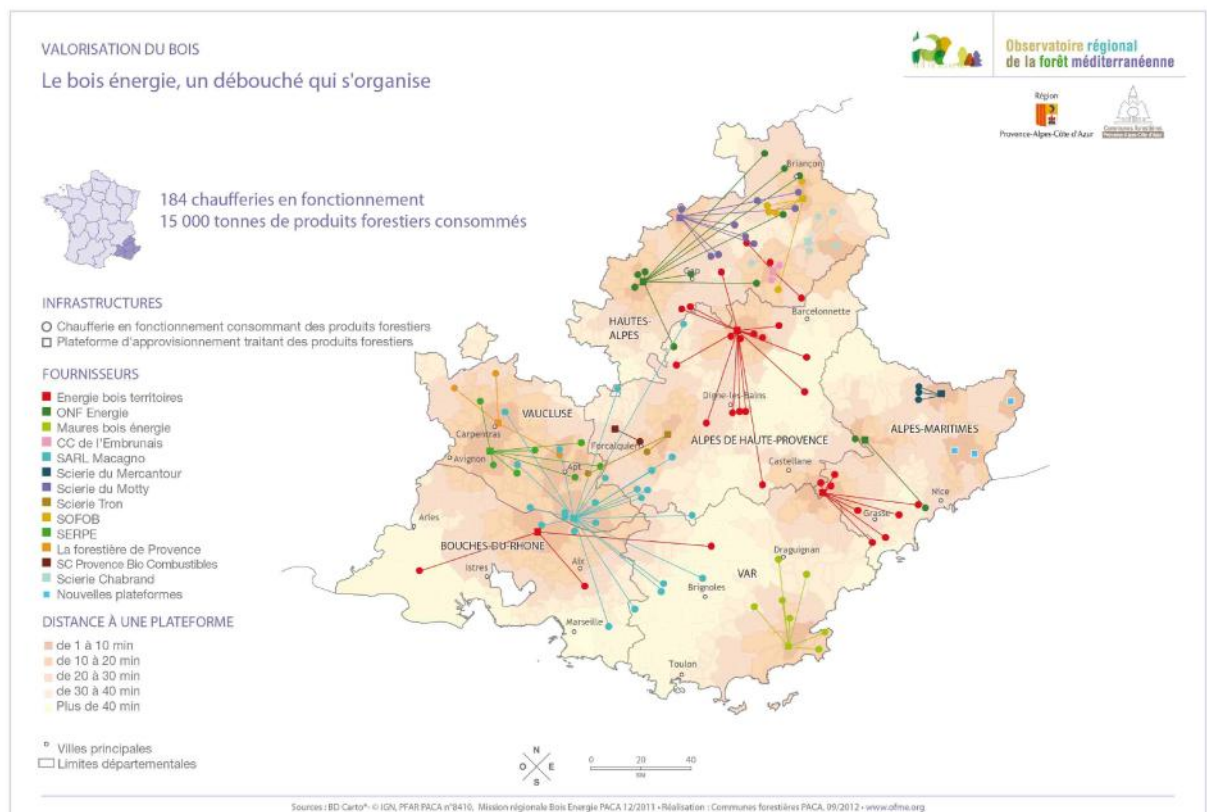 VALORISATION DU BOIS
Le bois énergie, un débouché qui s'organise
Observatoire régional
de la forêt méditerranéenne
Région
Provence-Alpes-Côte d'Azur
Communes forestières
184 chaufferies en fonctionnement
15 000 tonnes de produits forestiers consommés
INFRASTRUCTURES
Chaufferie en fonctionnement consommant des produits forestiers
Plateforme d'approvisionnement traitant des produits forestiers
FOURNISSEURS
Energie bois territoires
ONF Energie
Maures bois énergie
CC de l'Embrunais
SARL Macagno
Scierie du Mercantour
Scierie du Motty
Scierie Tron
SOFOB
SERPE
La forestière de Provence
SC Provence Bio Combustibles
Scierie Chabrand
Nouvelles plateformes
DISTANCE À UNE PLATEFORME
de 1 à 10 min
de 10 à 20 min
de 20 à 30 min
de 30 à 40 min
Plus de 40 min
Villes principales
Limites départementales
Briançon
Gap
HAUTES-
ALPES
Barcelonnette
VAUCLUSE
Carpentras
Avignon
Apt
Forcalquier
Digne-les-Bains
ALPES DE HAUTE-PROVENCE
Castellane
ALPES-MARITIMES
Nice
Grasse
Arles
BOUCHES-DU-RHONE
Istres
Aix
Marseille
Draguignan
VAR
Brignoles
Toulon
N
O E
S
0 20 40
KM
Sources : BD Carto® - © IGN, PFAR PACA n°8410, Mission régionale Bois Energie PACA 12/2011 • Réalisation : Communes forestières PACA, 09/2012 • www.ofme.org